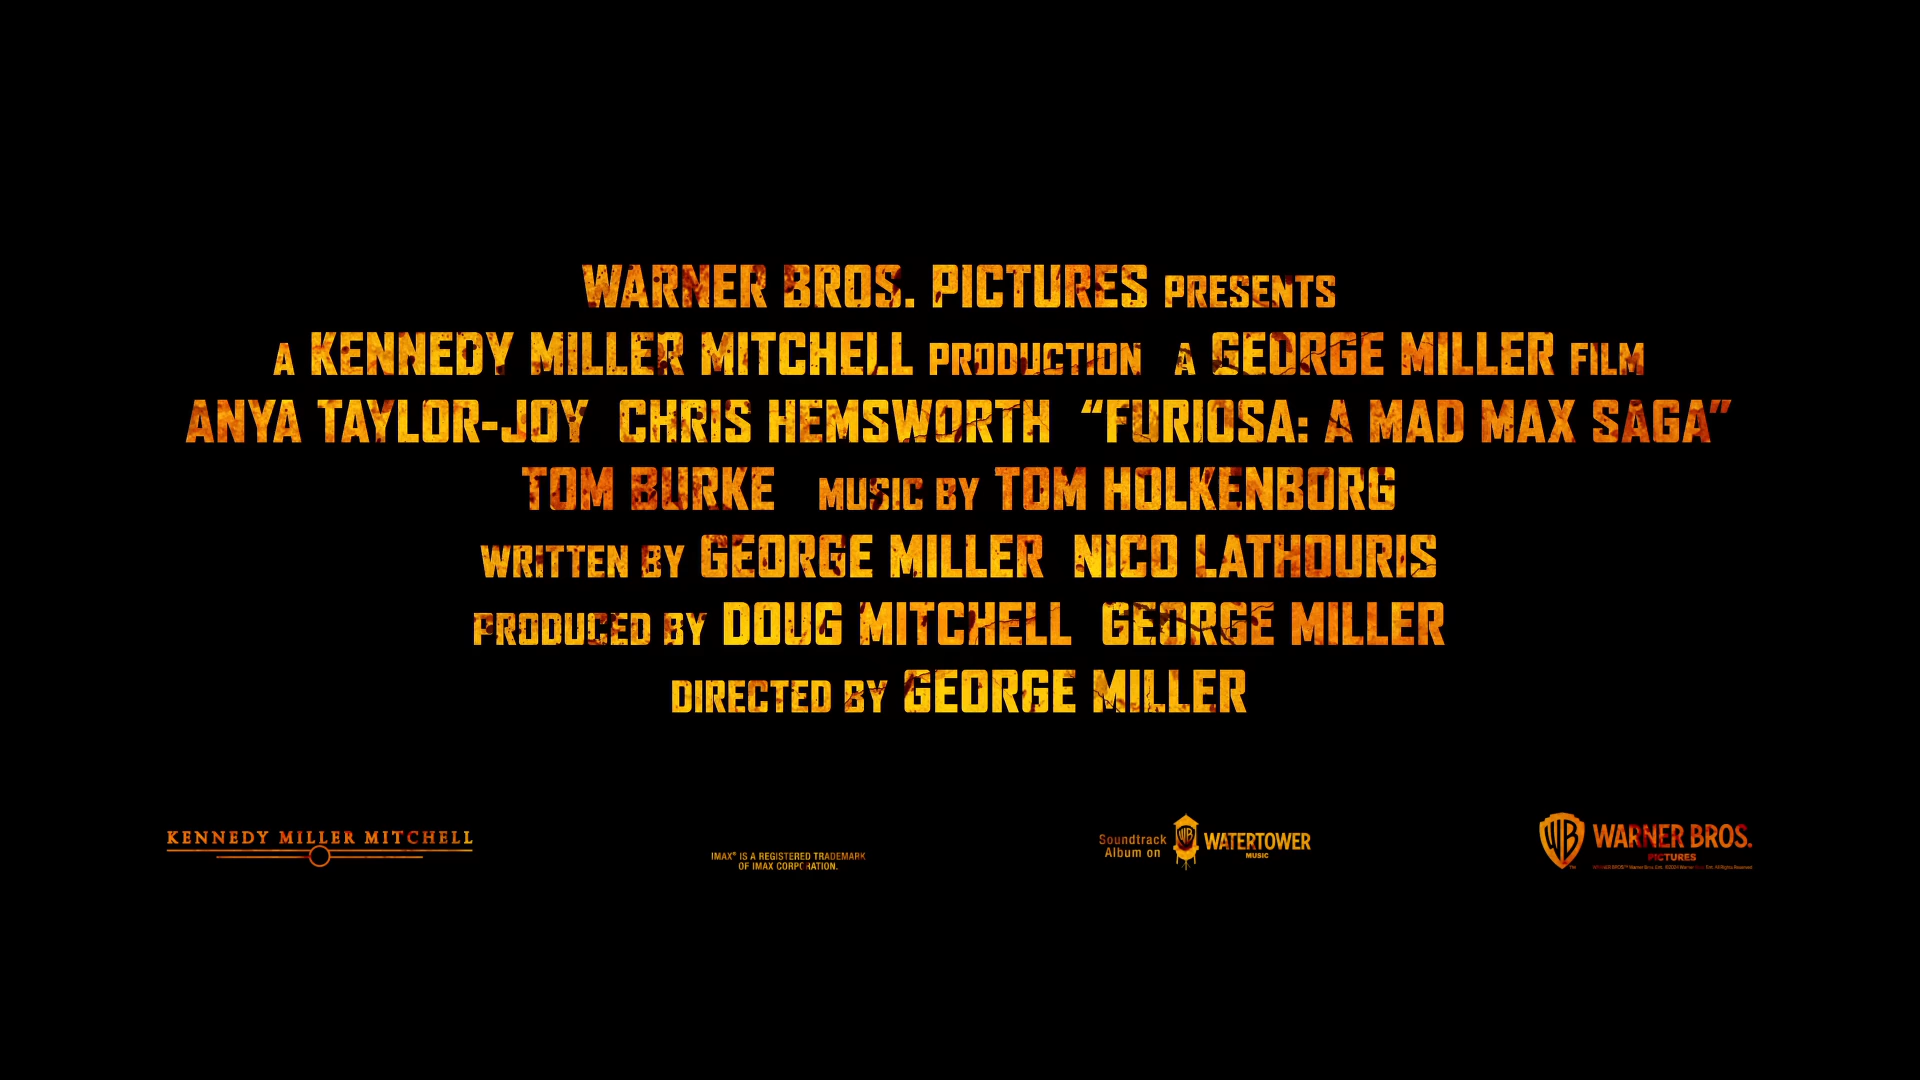 WARNER BROS. PICTURES PRESENTS
A KENNEDY MILLER MITCHELL PRODUCTION A GEORGE MILLER FILM
ANYA TAYLOR-JOY CHRIS HEMSWORTH “FURIOSA: A MAD MAX SAGA”
TOM BURKE MUSIC BY TOM HOLKENBORG
WRITTEN BY GEORGE MILLER NICO LATHOURIS
PRODUCED BY DOUG MITCHELL GEORGE MILLER
DIRECTED BY GEORGE MILLER
KENNEDY MILLER MITCHELL
IMAX® IS A REGISTERED TRADEMARK
OF IMAX CORPORATION.
Soundtrack
Album on
WB
WATERTOWER
MUSIC
WB
TM
WARNER BROS.
PICTURES